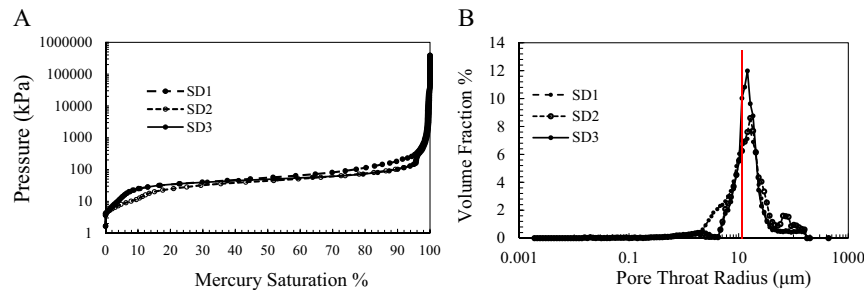 A
Pressure (kPa)
1000000
100000
10000
1000
100
10
1
SD1
SD2
SD3
0 10 20 30 40 50 60 70 80 90 100
Mercury Saturation %
B
Volume Fraction %
14
12
10
8
6
4
2
0
SD1
SD2
SD3
0.001 0.1 10 1000
Pore Throat Radius (μm)